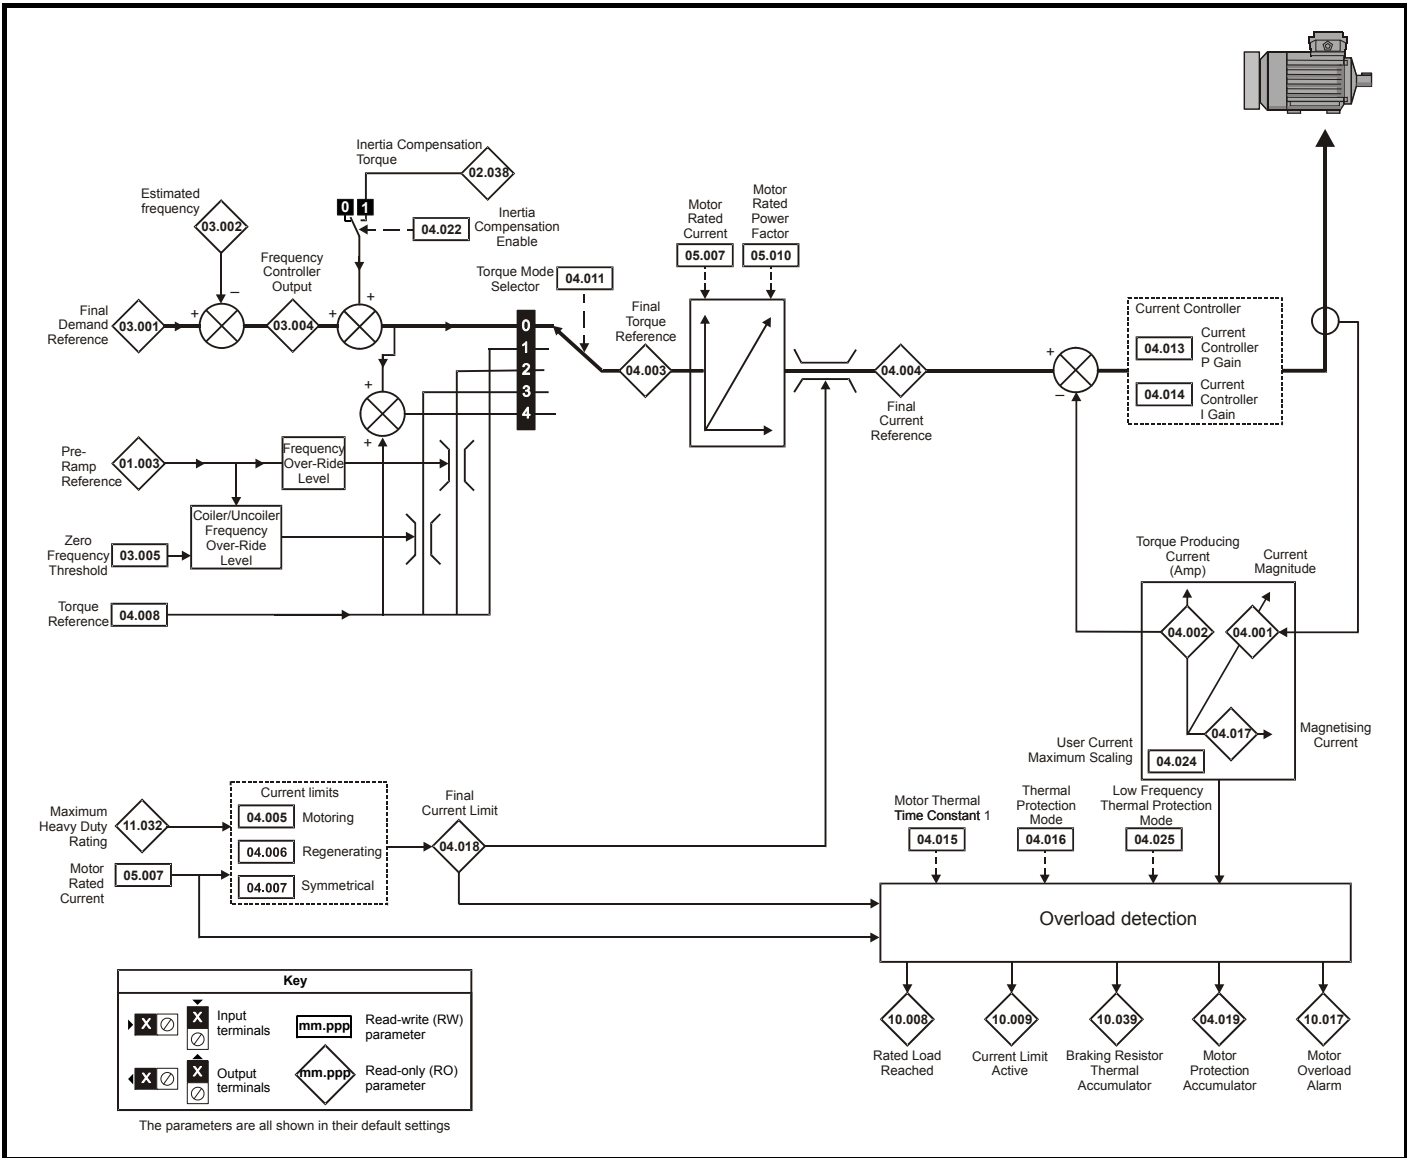 Inertia Compensation
Torque
02.038
Estimated
frequency
03.002
0 1
04.022
Inertia
Compensation
Enable
Motor
Rated
Current
05.007
Motor
Rated
Power
Factor
05.010
Frequency
Controller
Output
Torque Mode
Selector
04.011
Final
Demand
Reference
03.001
+
−
03.004
+
+
0
1
2
3
4
Final
Torque
Reference
04.003
04.004
Final
Current
Reference
+
−
Current Controller
04.013
Current
Controller
P Gain
04.014
Current
Controller
I Gain
+
+
Pre-
Ramp
Reference
01.003
Frequency
Over-Ride
Level
Coiler/Uncoiler
Frequency
Over-Ride
Level
Zero
Frequency
Threshold
03.005
Torque
Reference
04.008
Torque Producing
Current
(Amp)
Current
Magnitude
04.002
04.001
04.017
Magnetising
Current
User Current
Maximum Scaling
04.024
Maximum
Heavy Duty
Rating
11.032
Motor
Rated
Current
05.007
Current limits
04.005 Motoring
04.006 Regenerating
04.007 Symmetrical
Final
Current Limit
04.018
Motor Thermal
Time Constant 1
04.015
Thermal
Protection
Mode
04.016
Low Frequency
Thermal Protection
Mode
04.025
Overload detection
10.008
Rated Load
Reached
10.009
Current Limit
Active
10.039
Braking Resistor
Thermal
Accumulator
04.019
Motor
Protection
Accumulator
10.017
Motor
Overload
Alarm
Key
X
X
Input
terminals
mm.ppp
Read-write (RW)
parameter
X
X
Output
terminals
mm.ppp
Read-only (RO)
parameter
The parameters are all shown in their default settings